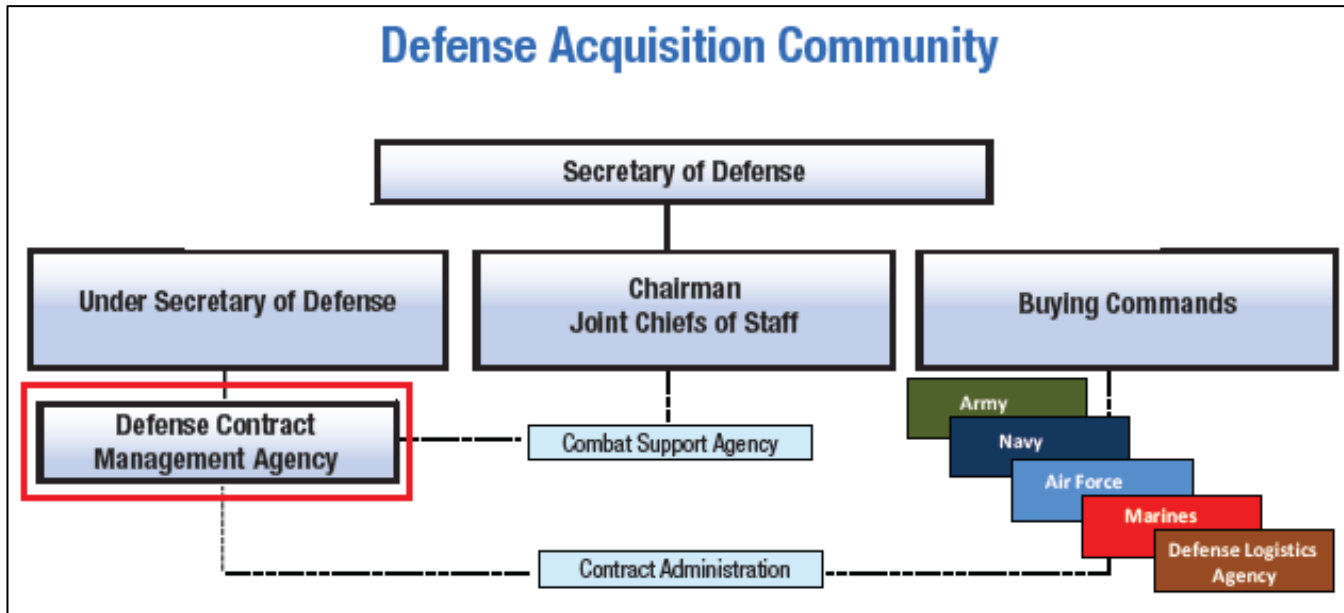 Defense Acquisition Community
Secretary of Defense
Under Secretary of Defense
Chairman
Joint Chiefs of Staff
Buying Commands
Defense Contract
Management Agency
Combat Support Agency
Army
Navy
Air Force
Marines
Defense Logistics
Agency
Contract Administration